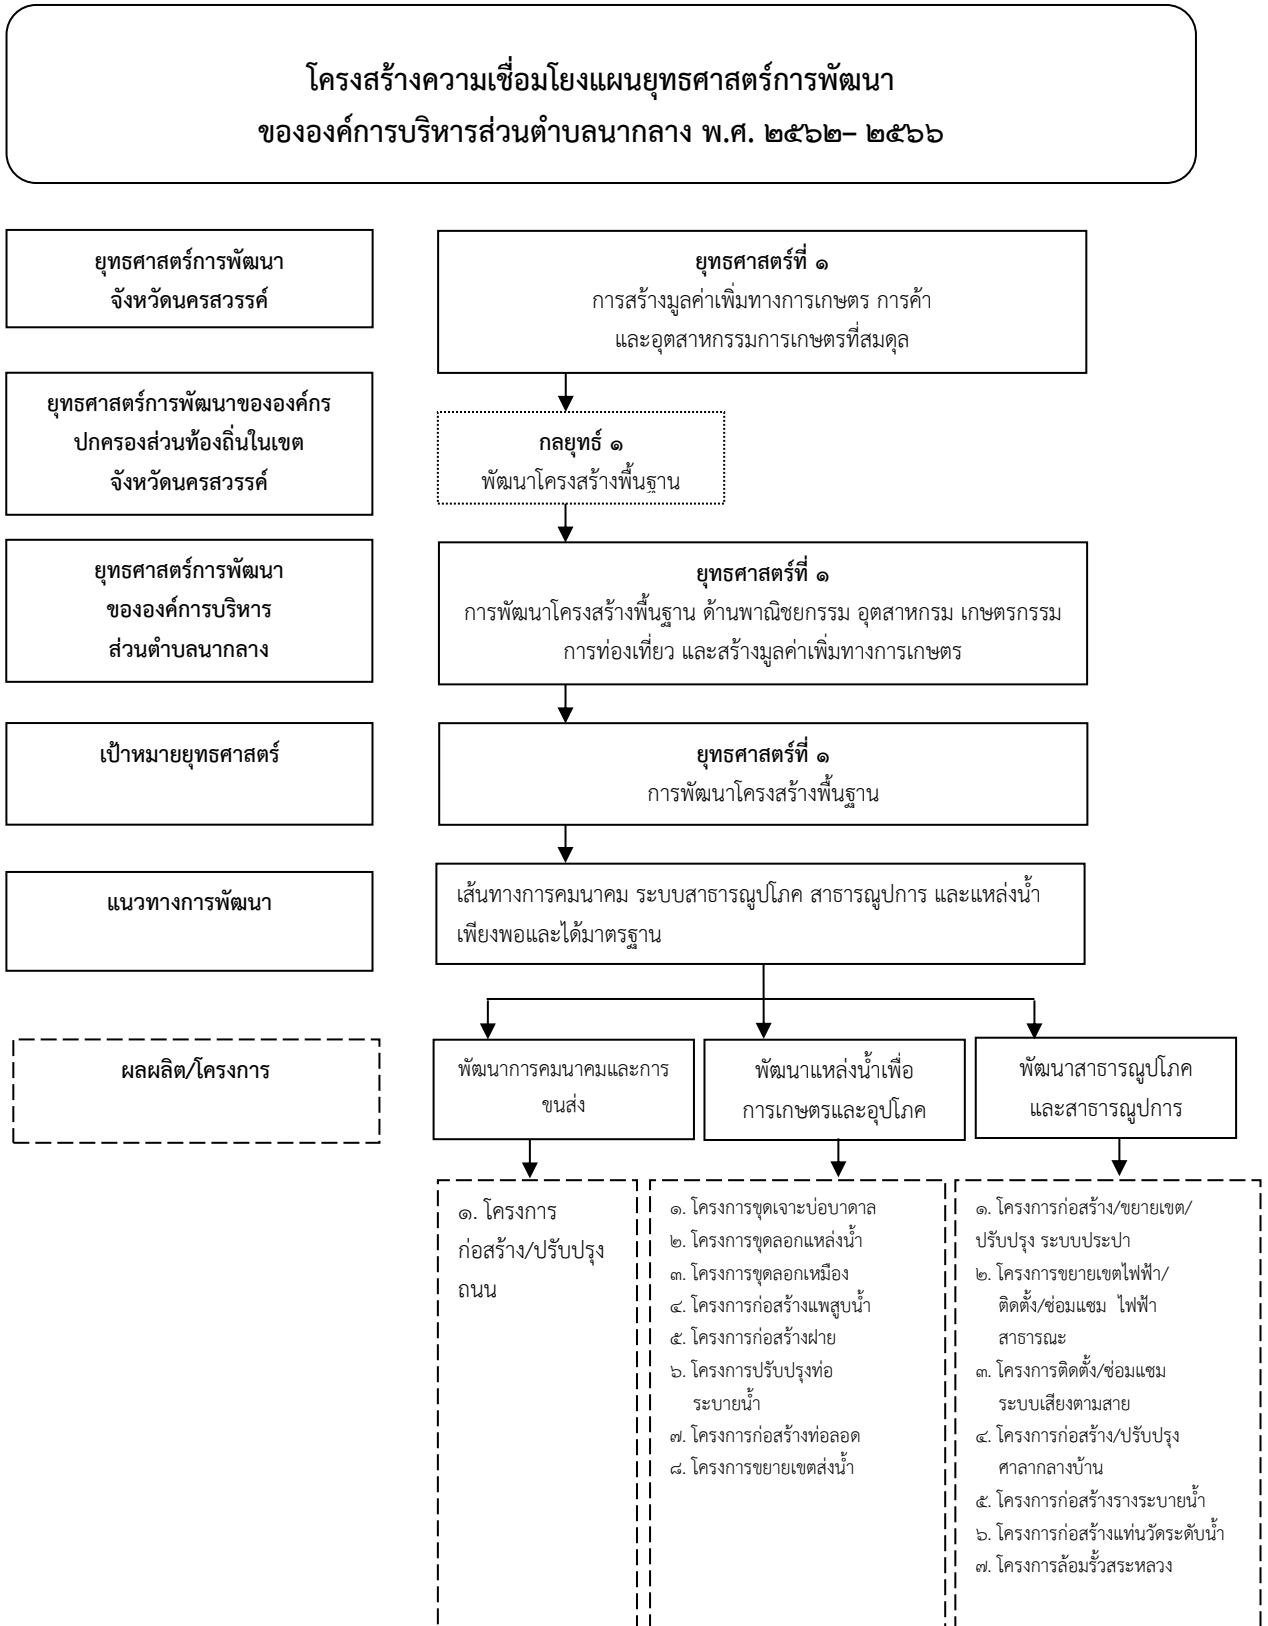 โครงสร้างความเชื่อมโยงแผนยุทธศาสตร์การพัฒนา
ขององค์การบริหารส่วนตำบลนากลาง พ.ศ. ๒๕๖๒– ๒๕๖๖
ยุทธศาสตร์การพัฒนา
จังหวัดนครสวรรค์
ยุทธศาสตร์ที่ ๑
การสร้างมูลค่าเพิ่มทางการเกษตร การค้า
และอุตสาหกรรมการเกษตรที่สมดุล
ยุทธศาสตร์การพัฒนาขององค์กร
ปกครองส่วนท้องถิ่นในเขต
จังหวัดนครสวรรค์
กลยุทธ์ ๑
พัฒนาโครงสร้างพื้นฐาน
ยุทธศาสตร์การพัฒนา
ขององค์การบริหาร
ส่วนตำบลนากลาง
ยุทธศาสตร์ที่ ๑
การพัฒนาโครงสร้างพื้นฐาน ด้านพาณิชยกรรม อุตสาหกรม เกษตรกรรม
การท่องเที่ยว และสร้างมูลค่าเพิ่มทางการเกษตร
เป้าหมายยุทธศาสตร์
ยุทธศาสตร์ที่ ๑
การพัฒนาโครงสร้างพื้นฐาน
แนวทางการพัฒนา
เส้นทางการคมนาคม ระบบสาธารณูปโภค สาธารณูปการ และแหล่งน้ำ
เพียงพอและได้มาตรฐาน
ผลผลิต/โครงการ
พัฒนาการคมนาคมและการ
ขนส่ง
พัฒนาแหล่งน้ำเพื่อ
การเกษตรและอุปโภค
พัฒนาสาธารณูปโภค
และสาธารณูปการ
๑. โครงการ
ก่อสร้าง/ปรับปรุง
ถนน
๑. โครงการขุดเจาะบ่อบาดาล
๒. โครงการขุดลอกแหล่งน้ำ
๓. โครงการขุดลอกเหมือง
๔. โครงการก่อสร้างแพสูบน้ำ
๕. โครงการก่อสร้างฝาย
๖. โครงการปรับปรุงท่อ
ระบายน้ำ
๗. โครงการก่อสร้างท่อลอด
๘. โครงการขยายเขตส่งน้ำ
๑. โครงการก่อสร้าง/ขยายเขต/
ปรับปรุง ระบบประปา
๒. โครงการขยายเขตไฟฟ้า/
ติดตั้ง/ซ่อมแซม ไฟฟ้า
สาธารณะ
๓. โครงการติดตั้ง/ซ่อมแซม
ระบบเสียงตามสาย
๔. โครงการก่อสร้าง/ปรับปรุง
ศาลากลางบ้าน
๕. โครงการก่อสร้างรางระบายน้ำ
๖. โครงการก่อสร้างแท่นวัดระดับน้ำ
๗. โครงการล้อมรั้วสระหลวง